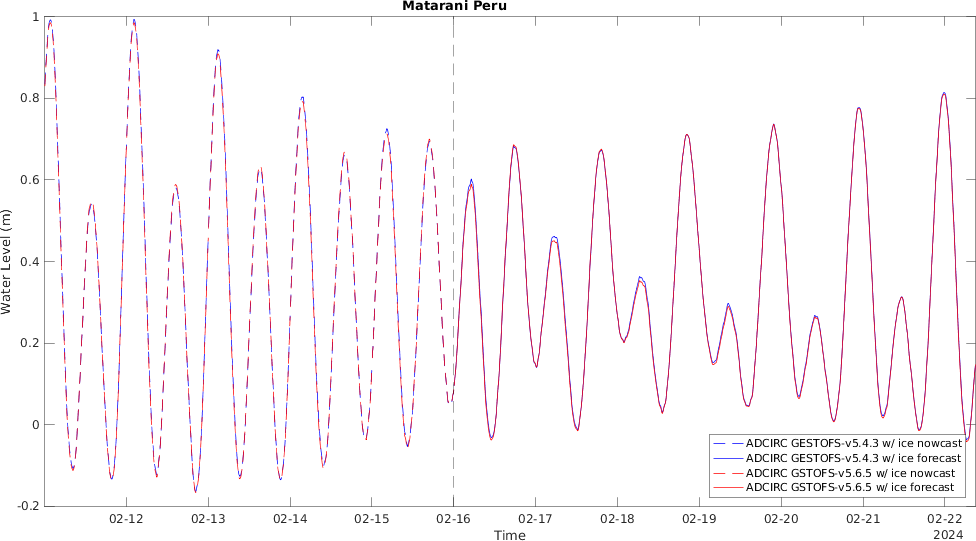 Matarani Peru
Water Level (m)
1
0.8
0.6
0.4
0.2
0
-0.2
02-12 02-13 02-14 02-15 02-16 02-17 02-18 02-19 02-20 02-21 02-22
2024
Time
ADCIRC GESTOFS-v5.4.3 w/ ice nowcast
ADCIRC GESTOFS-v5.4.3 w/ ice forecast
ADCIRC GSTOFS-v5.6.5 w/ ice nowcast
ADCIRC GSTOFS-v5.6.5 w/ ice forecast